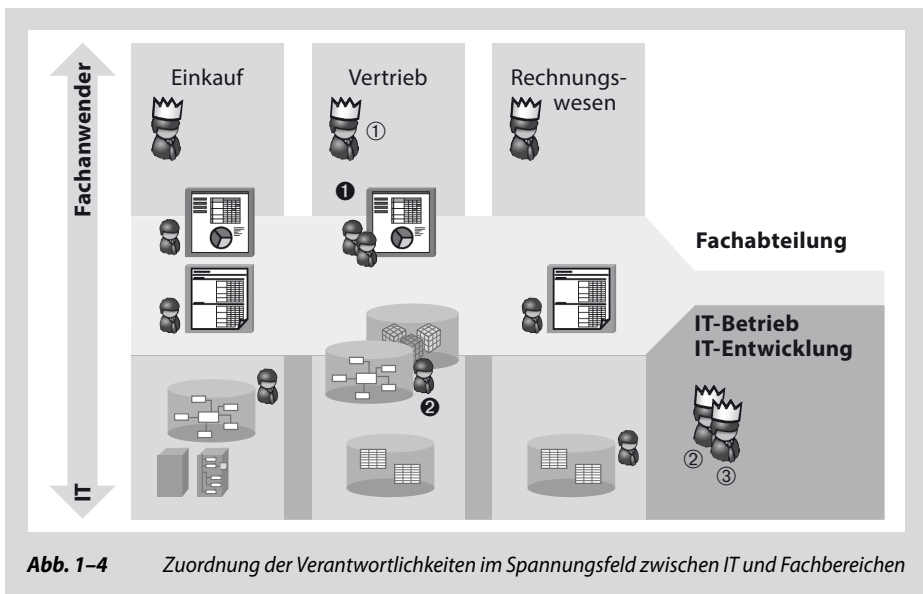 Fachanwender
IT
Einkauf
Vertrieb
Rechnungs-
wesen
①
❶
Fachabteilung
IT-Betrieb
IT-Entwicklung
❷
②
③
Abb. 1–4 Zuordnung der Verantwortlichkeiten im Spannungsfeld zwischen IT und Fachbereichen